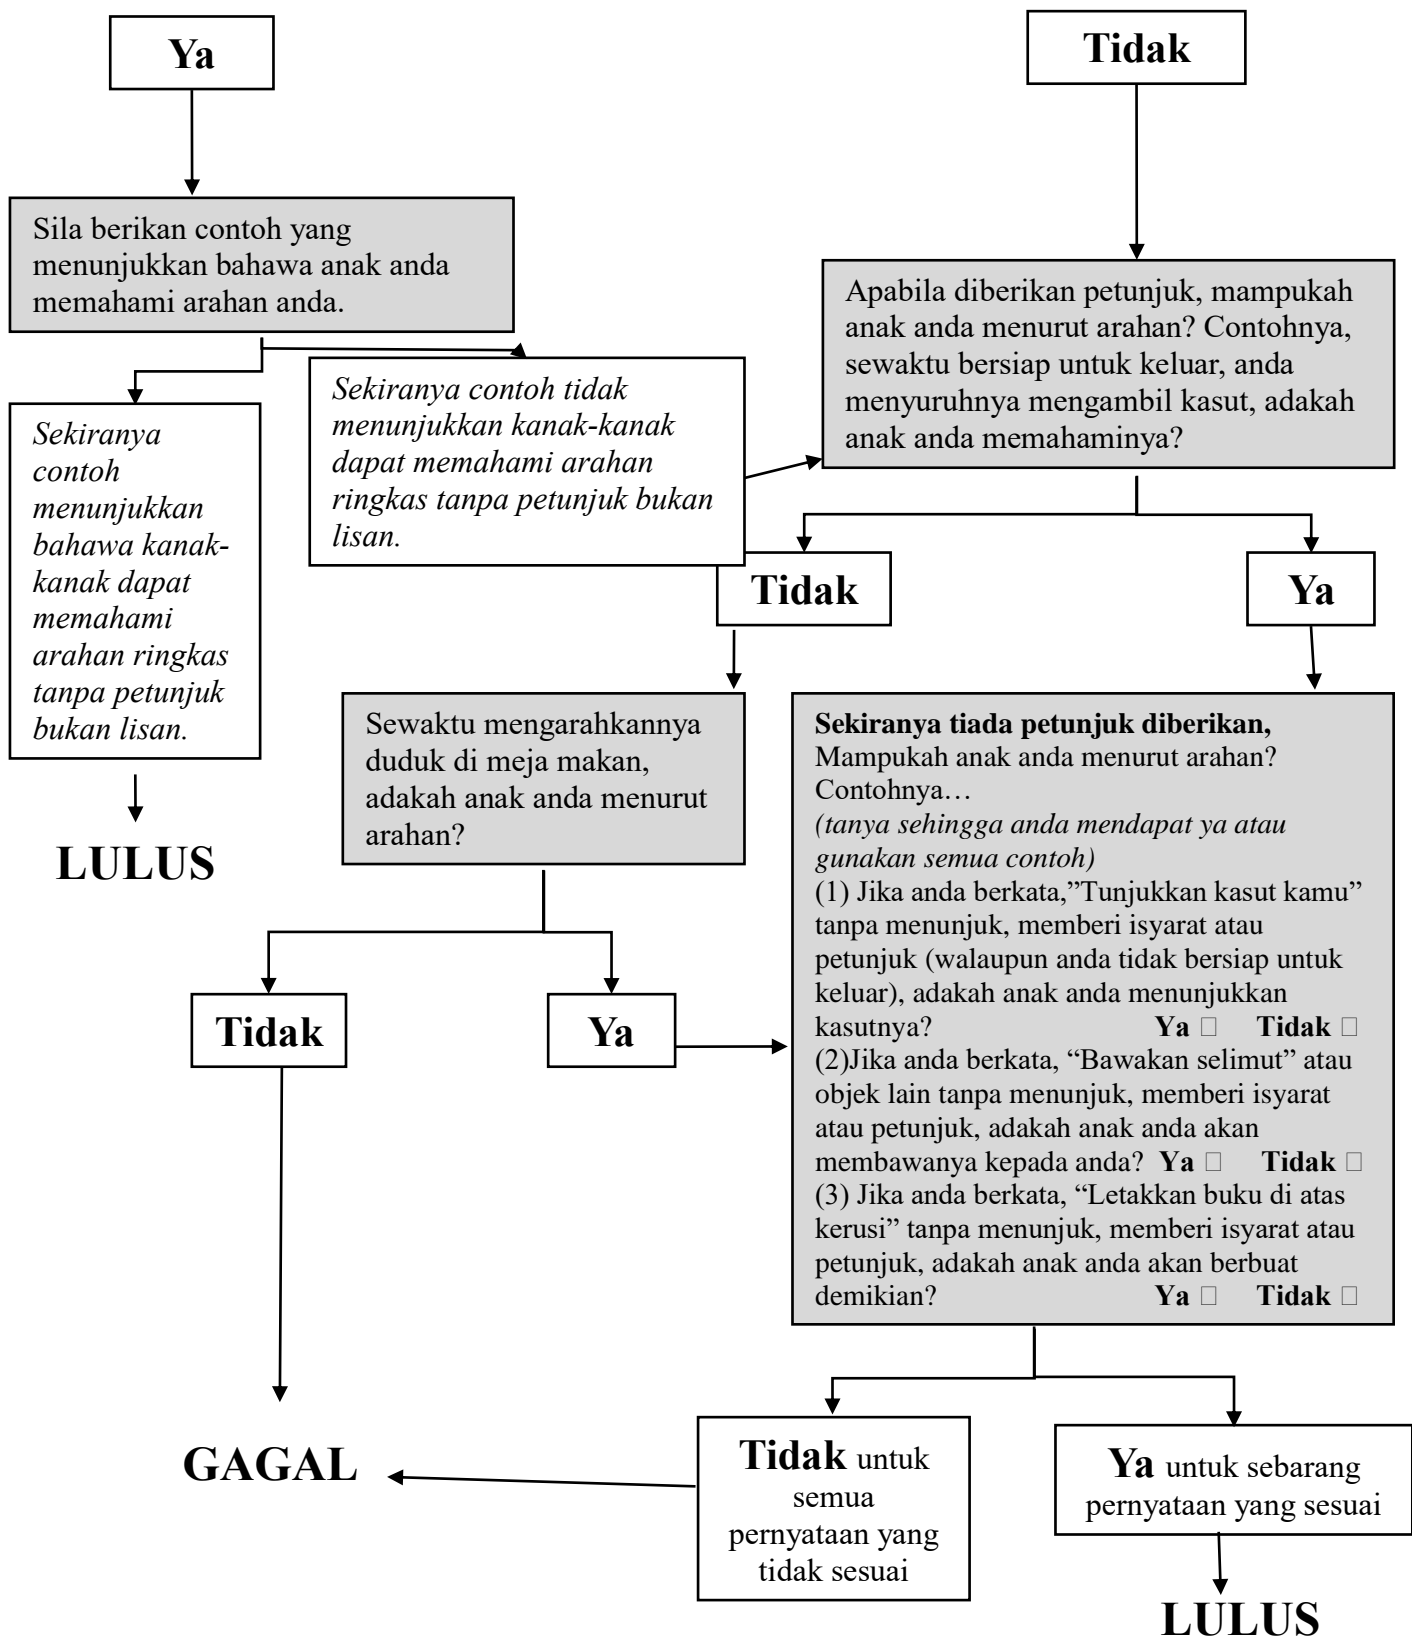 Ya
Tidak
Sila berikan contoh yang
menunjukkan bahawa anak anda
memahami arahan anda.
Apabila diberikan petunjuk, mampukah
anak anda menurut arahan? Contohnya,
sewaktu bersiap untuk keluar, anda
menyuruhnya mengambil kasut, adakah
anak anda memahaminya?
Sekiranya contoh tidak
menunjukkan kanak-kanak
dapat memahami arahan
ringkas tanpa petunjuk bukan
lisan.
Sekiranya
contoh
menunjukkan
bahawa kanak-
kanak dapat
memahami
arahan ringkas
tanpa petunjuk
bukan lisan.
LULUS
Tidak
Ya
Sewaktu mengarahkannya
duduk di meja makan,
adakah anak anda menurut
arahan?
Sekiranya tiada petunjuk diberikan,
Mampukah anak anda menurut arahan?
Contohnya…
(tanya sehingga anda mendapat ya atau
gunakan semua contoh)
(1) Jika anda berkata,”Tunjukkan kasut kamu”
tanpa menunjuk, memberi isyarat atau
petunjuk (walaupun anda tidak bersiap untuk
keluar), adakah anak anda menunjukkan
kasutnya? Ya □ Tidak □
(2)Jika anda berkata, “Bawakan selimut” atau
objek lain tanpa menunjuk, memberi isyarat
atau petunjuk, adakah anak anda akan
membawanya kepada anda? Ya □ Tidak □
(3) Jika anda berkata, “Letakkan buku di atas
kerusi” tanpa menunjuk, memberi isyarat atau
petunjuk, adakah anak anda akan berbuat
demikian? Ya □ Tidak □
Tidak
Ya
GAGAL
Tidak untuk
semua
pernyataan yang
tidak sesuai
Ya untuk sebarang
pernyataan yang sesuai
LULUS